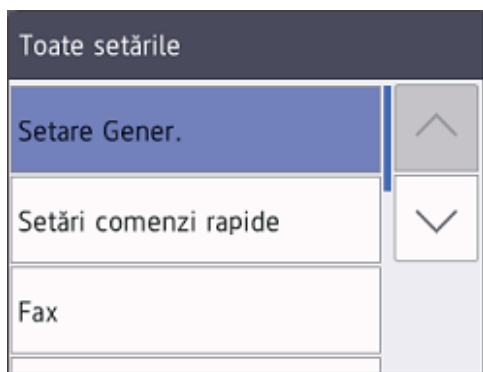 Toate setările
Setare Gener.
Setări comenzi rapide
Fax